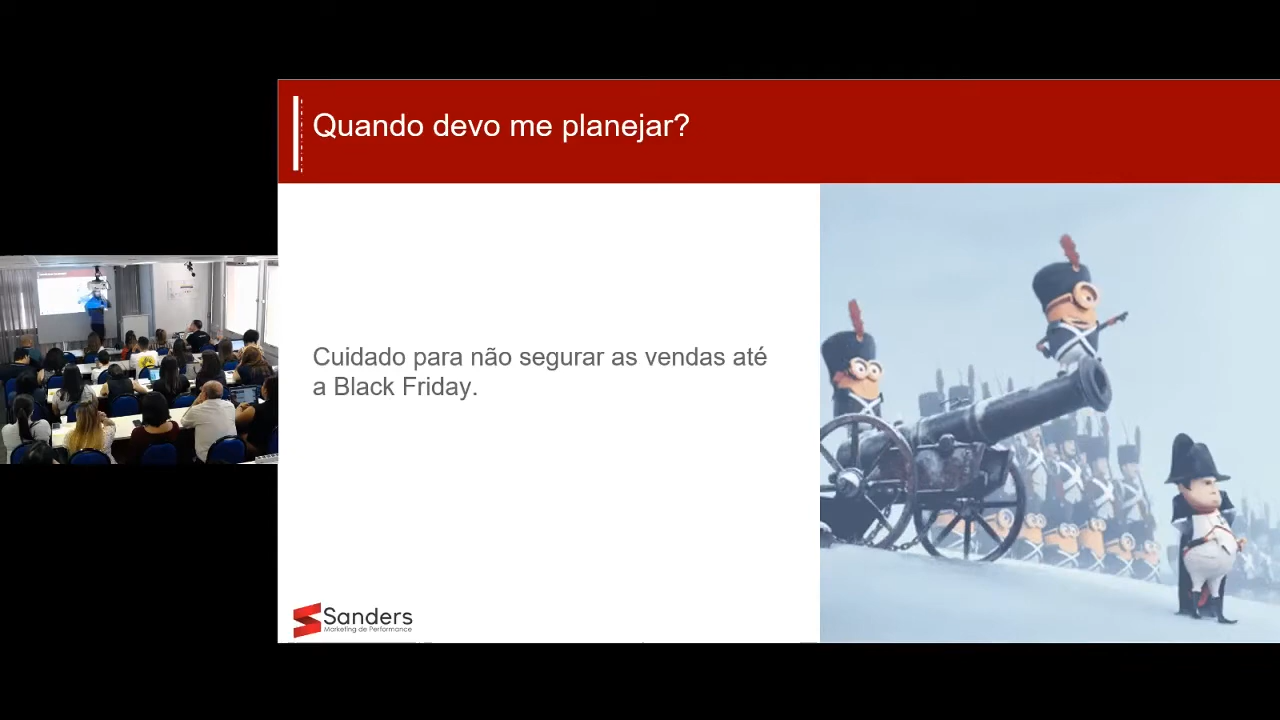 Quando devo me planejar?
Cuidado para não segurar as vendas até
a Black Friday.
Sanders
Marketing de Performance